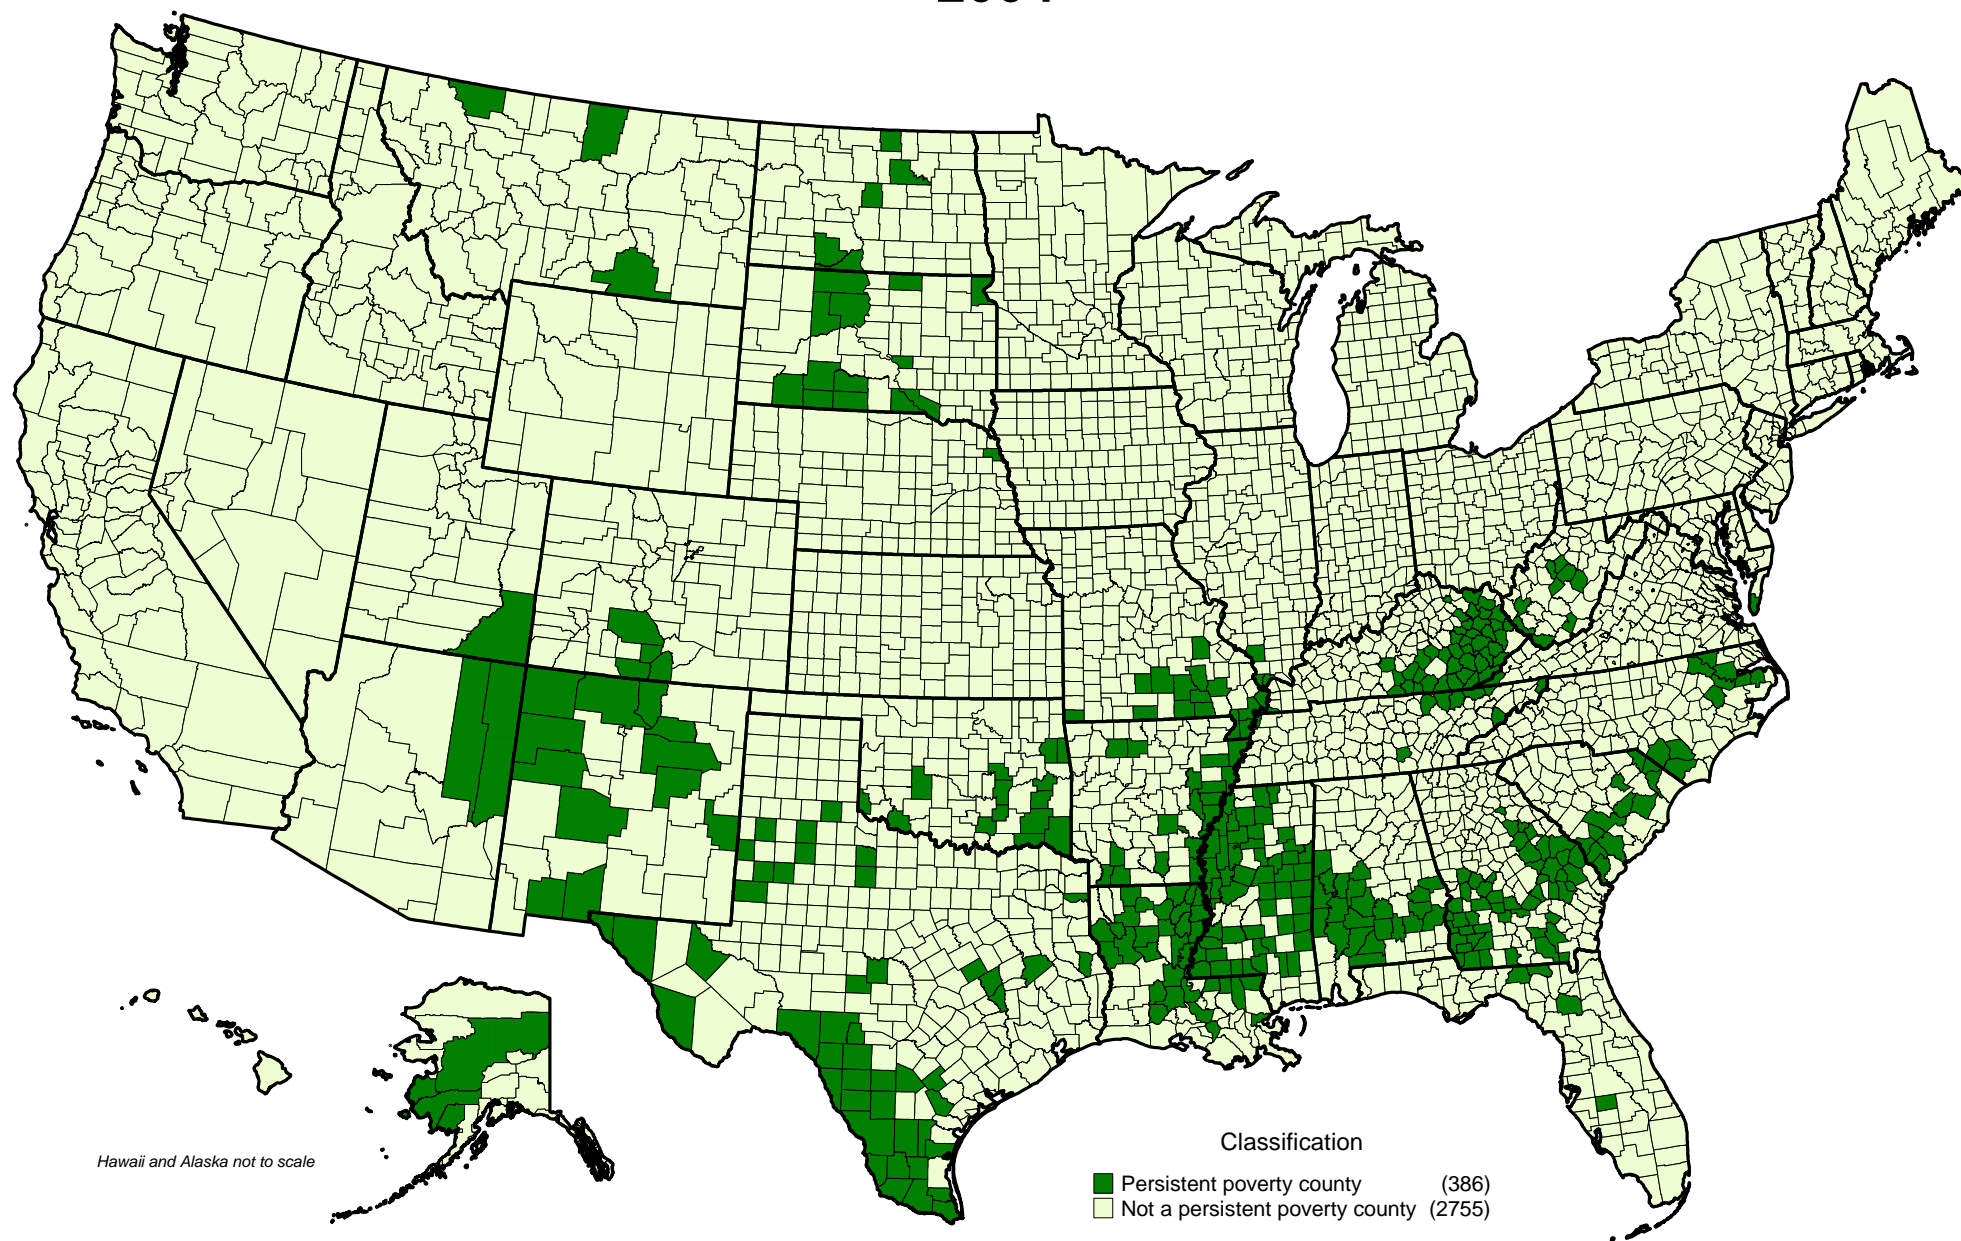 Hawaii and Alaska not to scale
Classification
Persistent poverty county (386)
Not a persistent poverty county (2755)